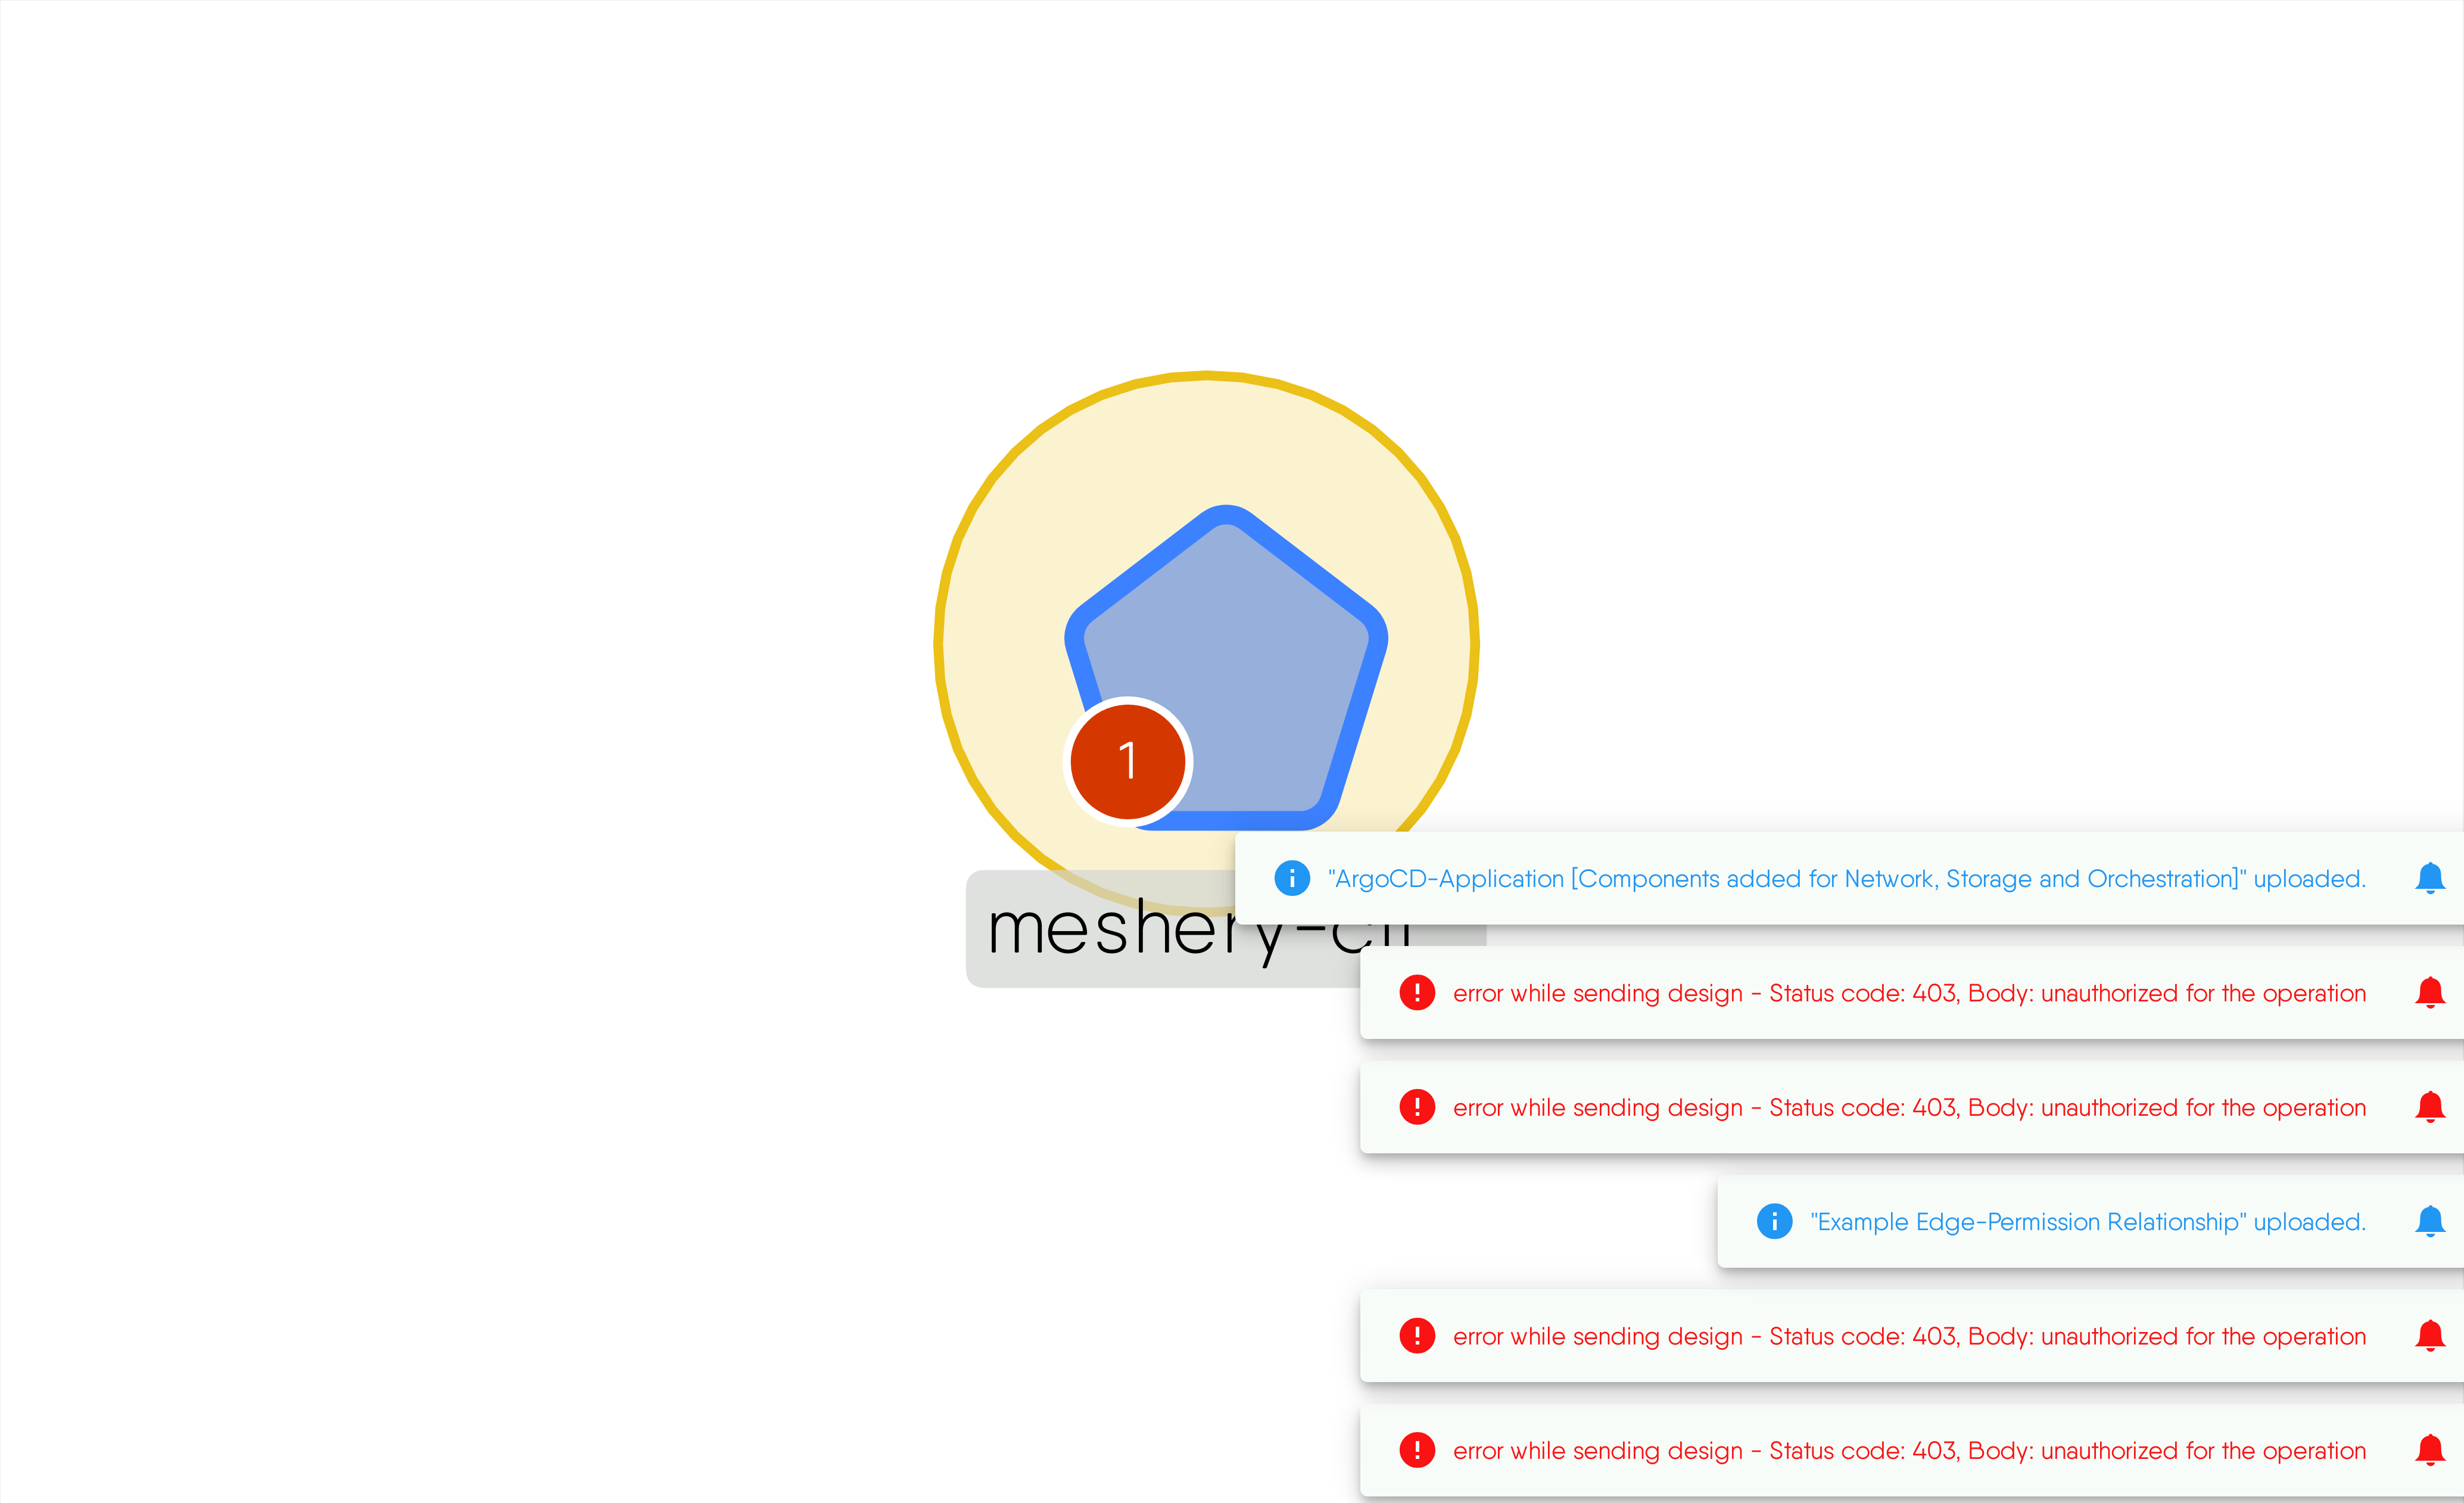 1
"ArgoCD-Application [Components added for Network, Storage and Orchestration]" uploaded.
meshery-cli
error while sending design - Status code: 403, Body: unauthorized for the operation
error while sending design - Status code: 403, Body: unauthorized for the operation
"Example Edge-Permission Relationship" uploaded.
error while sending design - Status code: 403, Body: unauthorized for the operation
error while sending design - Status code: 403, Body: unauthorized for the operation